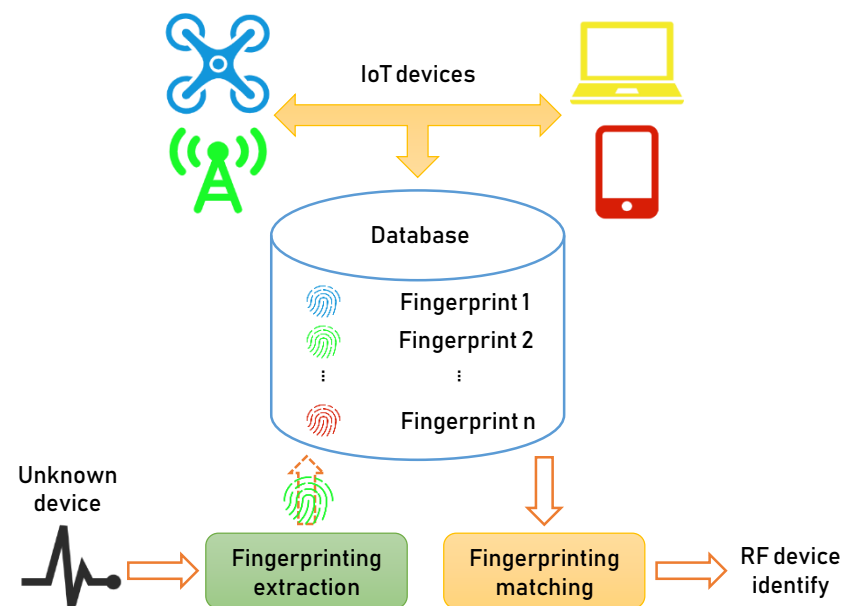 IoT devices
Database
Fingerprint 1
Fingerprint 2
⋮ ⋮
Fingerprint n
Unknown
device
Fingerprinting
extraction
Fingerprinting
matching
RF device
identify